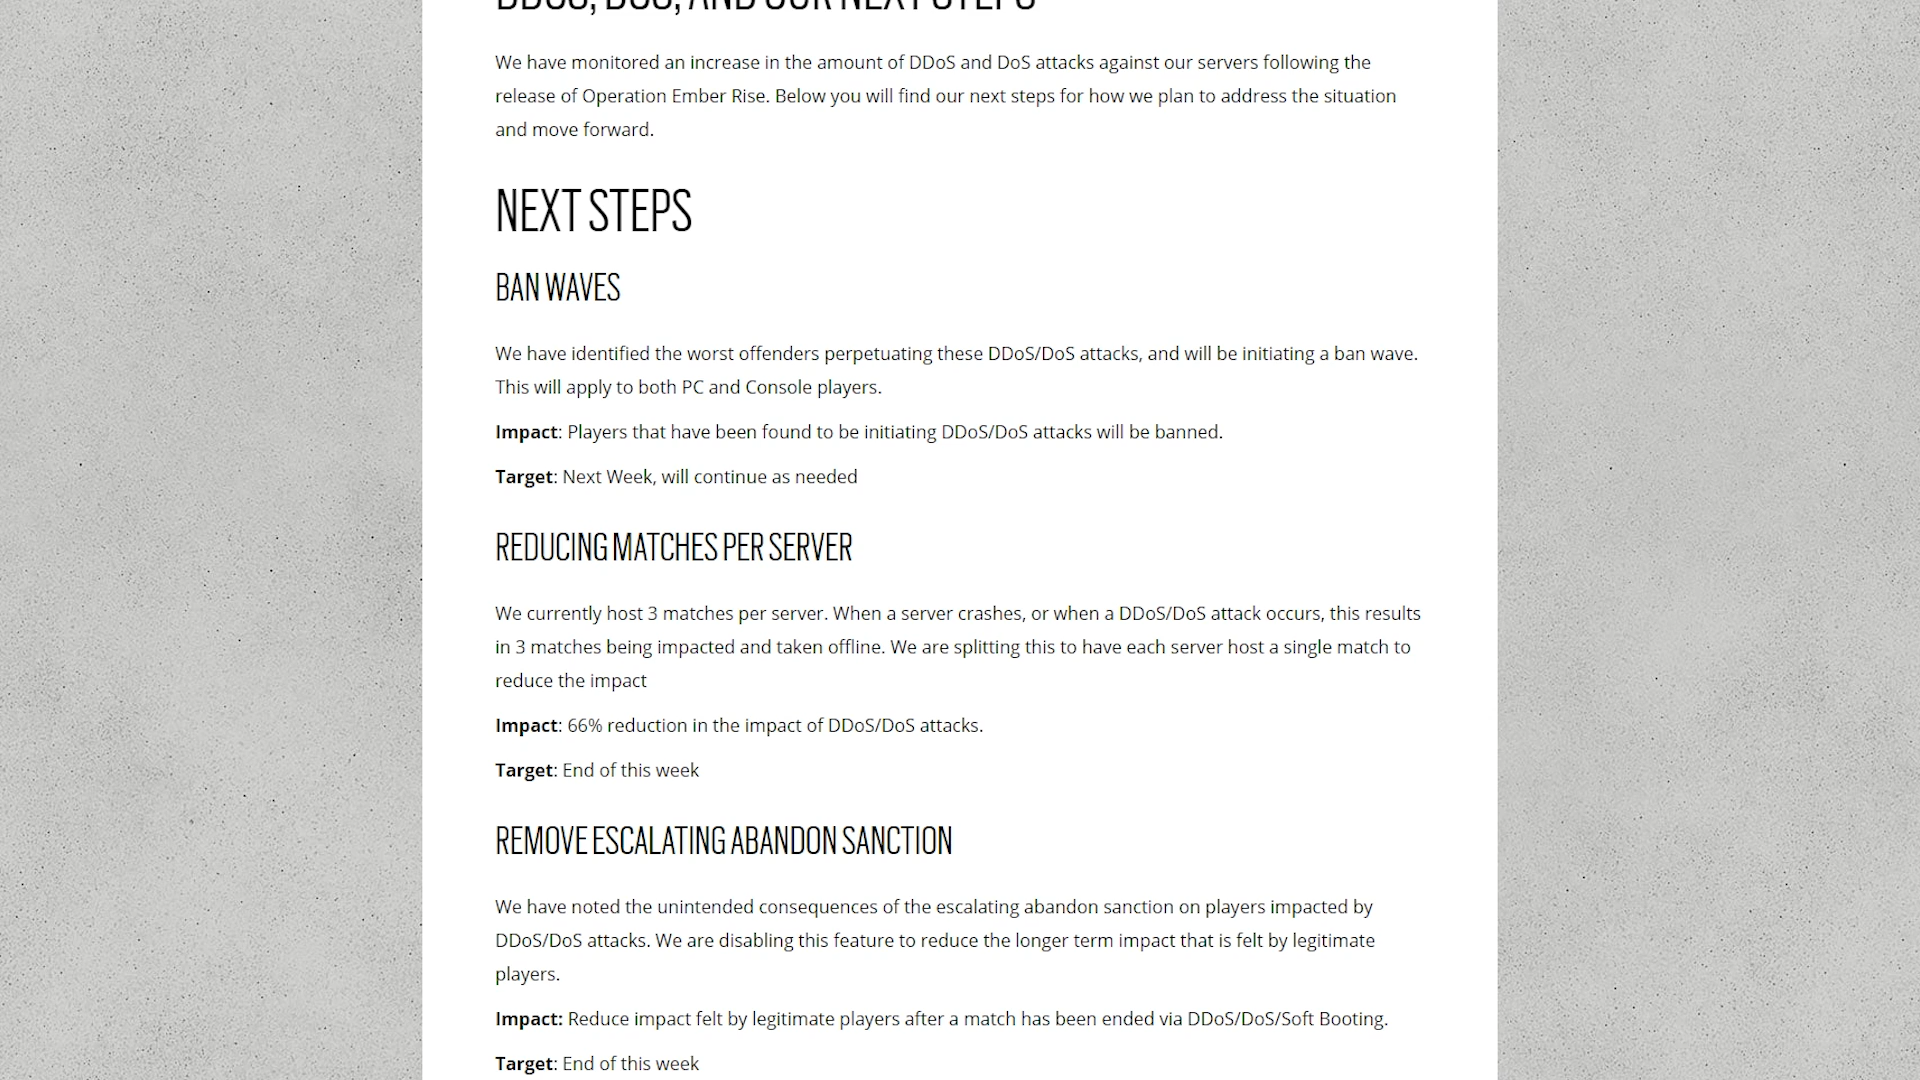 DDOS, DOS, AND OUR NEXT STEPS
We have monitored an increase in the amount of DDoS and DoS attacks against our servers following the
release of Operation Ember Rise. Below you will find our next steps for how we plan to address the situation
and move forward.
NEXT STEPS
BAN WAVES
We have identified the worst offenders perpetuating these DDoS/DoS attacks, and will be initiating a ban wave.
This will apply to both PC and Console players.
Impact: Players that have been found to be initiating DDoS/DoS attacks will be banned.
Target: Next Week, will continue as needed
REDUCING MATCHES PER SERVER
We currently host 3 matches per server. When a server crashes, or when a DDoS/DoS attack occurs, this results
in 3 matches being impacted and taken offline. We are splitting this to have each server host a single match to
reduce the impact
Impact: 66% reduction in the impact of DDoS/DoS attacks.
Target: End of this week
REMOVE ESCALATING ABANDON SANCTION
We have noted the unintended consequences of the escalating abandon sanction on players impacted by
DDoS/DoS attacks. We are disabling this feature to reduce the longer term impact that is felt by legitimate
players.
Impact: Reduce impact felt by legitimate players after a match has been ended via DDoS/DoS/Soft Booting.
Target: End of this week